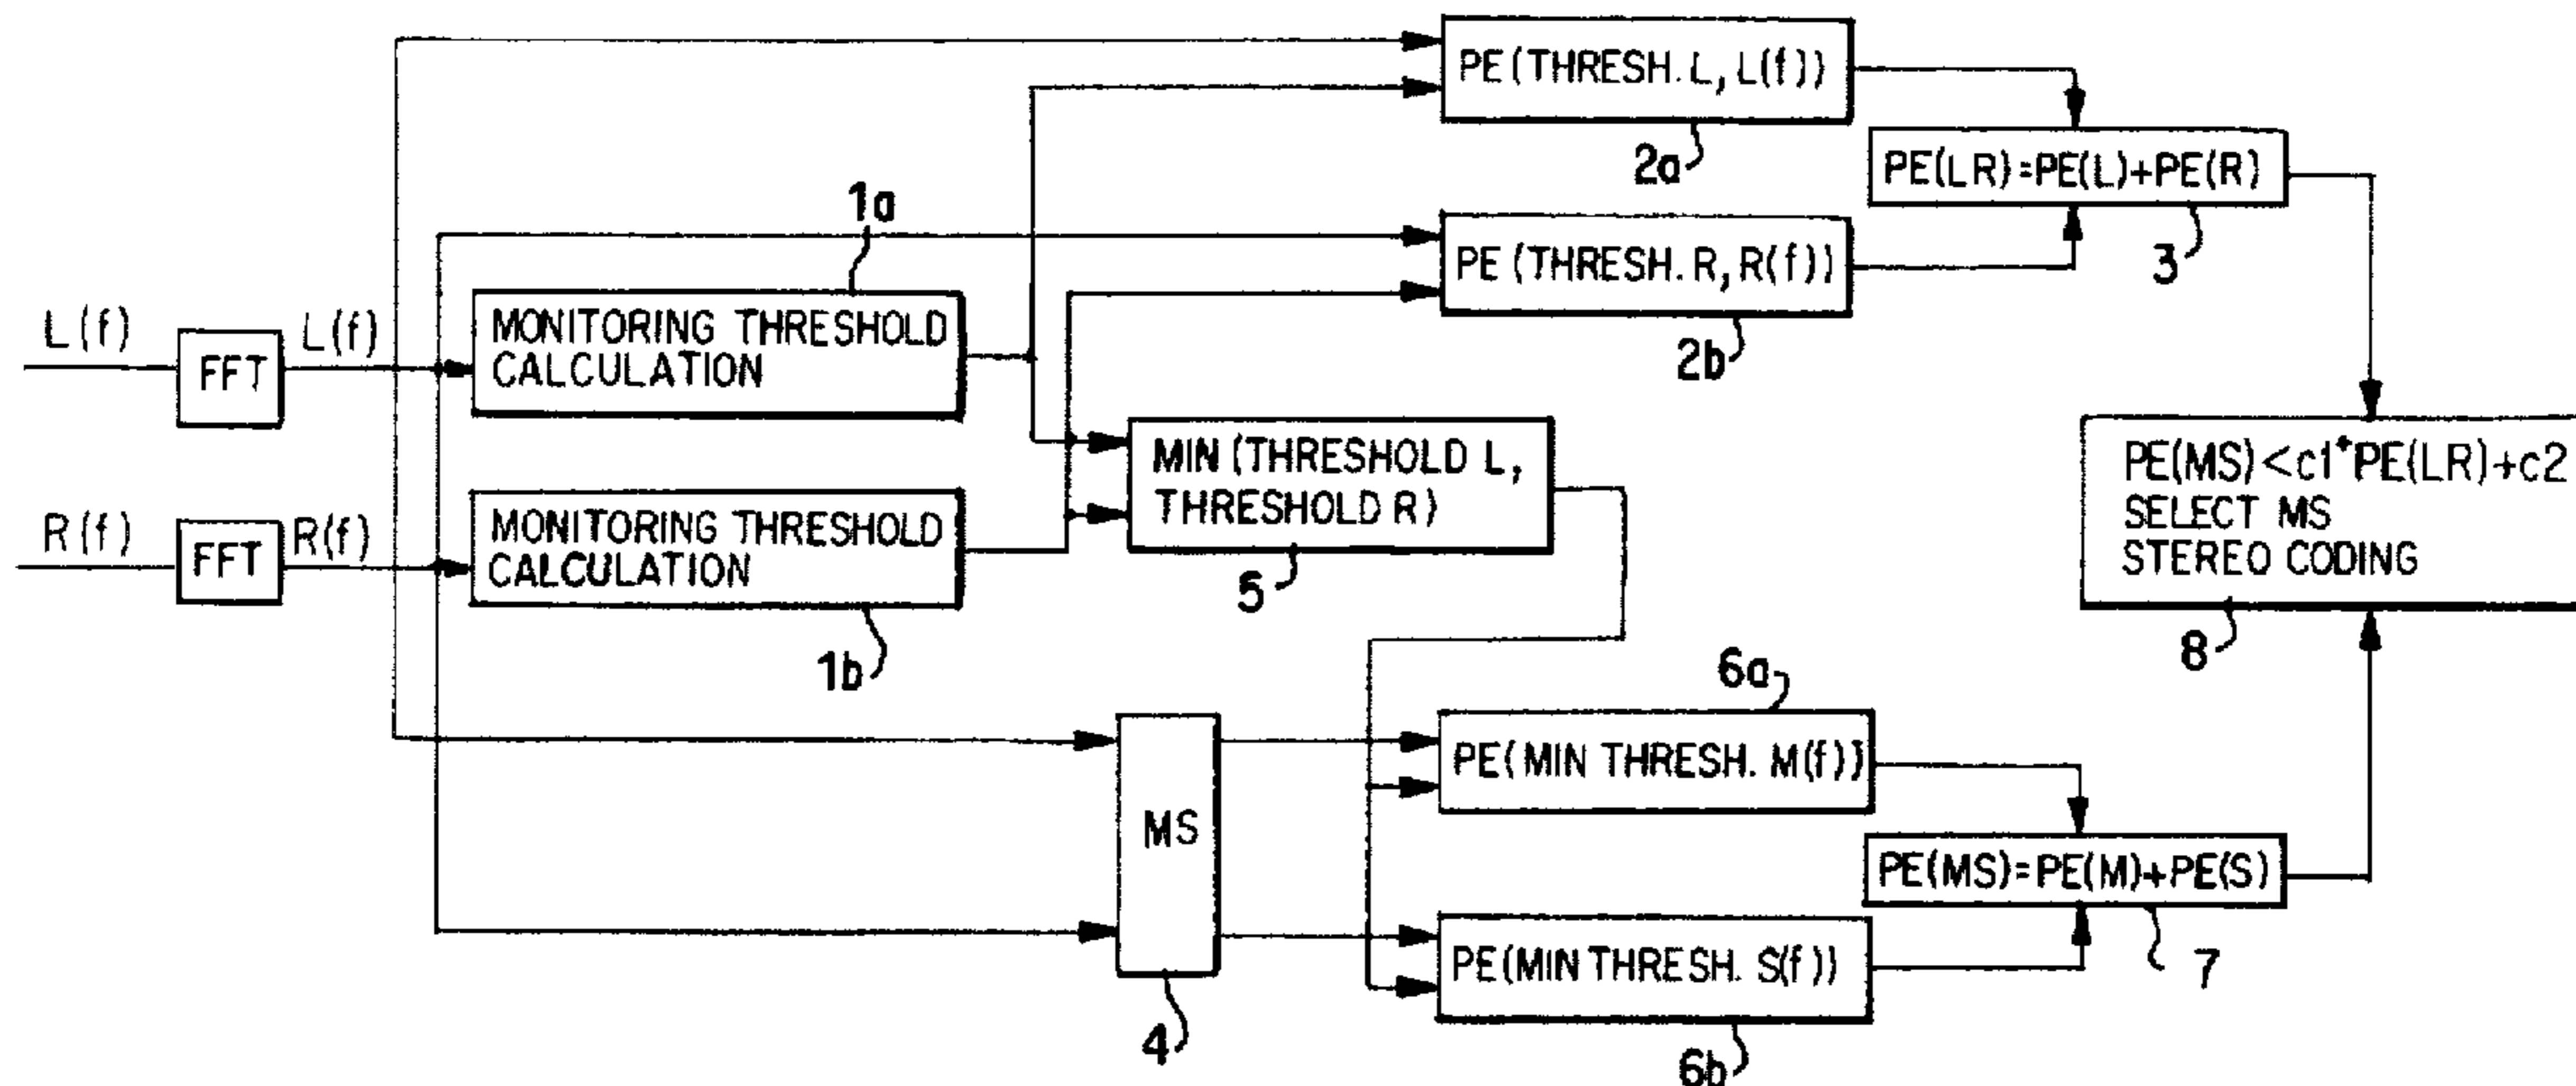 PE(THRESH. L, L(f))
2a
PE(LR)=PE(L)+PE(R)
3
1a
PE (THRESH. R, R(f))
2b
L(f)
FFT
L(f)
MONITORING THRESHOLD
CALCULATION
MIN (THRESHOLD L,
THRESHOLD R)
5
PE(MS)<c1*PE(LR)+c2
SELECT MS
STEREO CODING
8
R(f)
FFT
R(f)
MONITORING THRESHOLD
CALCULATION
1b
6a
MS
4
PE(MIN THRESH. M(f))
PE(MS)=PE(M)+PE(S)
7
PE(MIN THRESH. S(f))
6b